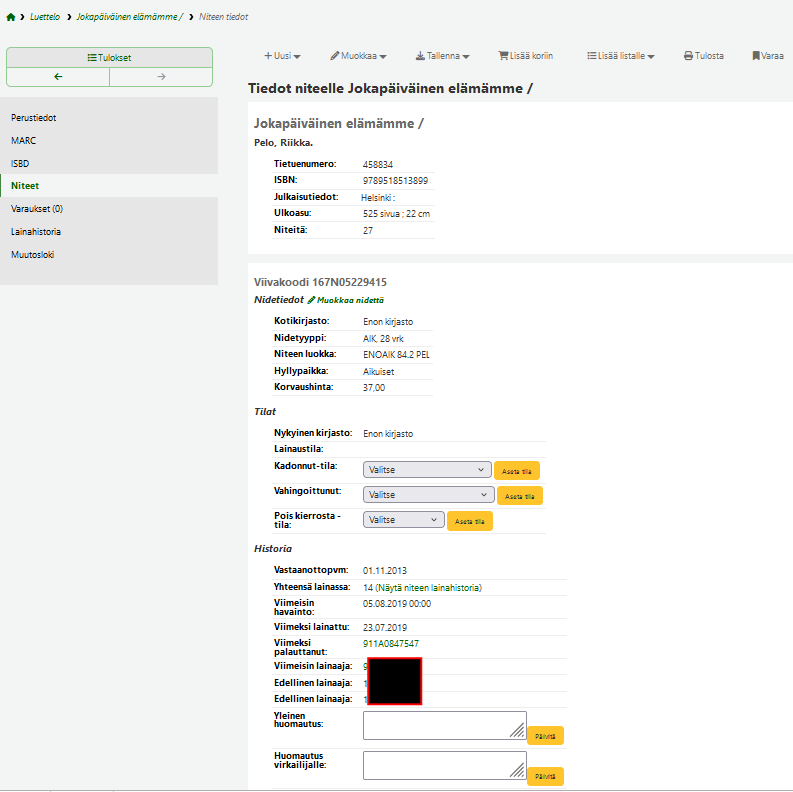 Luettelo › Jokapäiväinen elämämme / › Niteen tiedot
Tulokset
Uusi
Muokkaa
Tallenna
Lisää koriin
Lisää listalle
Tulosta
Varaa
Perustiedot
MARC
ISBD
Niteet
Varaukset (0)
Lainahistoria
Muutosloki
Tiedot niteelle Jokapäiväinen elämämme /
Jokapäiväinen elämämme /
Pelo, Riikka.
Tietuenumero: 458834
ISBN: 9789518513899
Julkaisutiedot: Helsinki :
Ulkoasu: 525 sivua ; 22 cm
Niteitä: 27
Viivakoodi 167N05229415
Nidetiedot Muokkaa nidettä
Kotikirjasto: Enon kirjasto
Nidetyyppi: AIK, 28 vrk
Niteen luokka: ENOAIK 84.2 PEL
Hyllypaikka: Aikuiset
Korvaushinta: 37,00
Tilat
Nykyinen kirjasto: Enon kirjasto
Lainaustila:
Kadonnut-tila: Valitse Aseta tila
Vahingoittunut: Valitse Aseta tila
Pois kierrosta -
tila: Valitse Aseta tila
Historia
Vastaanottopvm: 01.11.2013
Yhteensä lainassa: 14 (Näytä niteen lainahistoria)
Viimeisin
havainto: 05.08.2019 00:00
Viimeksi lainattu: 23.07.2019
Viimeksi
palauttanut: 911A0847547
Viimeisin lainaaja: 9
Edellinen lainaaja: 1
Edellinen lainaaja: 1
Yleinen
huomautus: Päivitä
Huomautus
virkailijalle: Päivitä